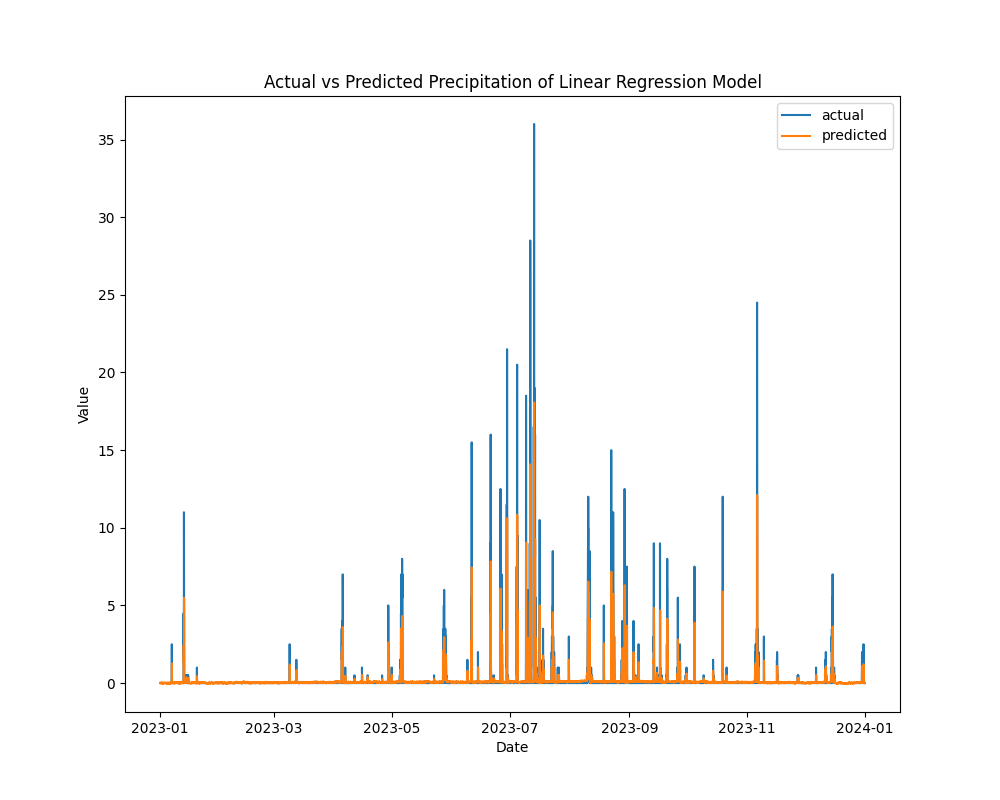 Actual vs Predicted Precipitation of Linear Regression Model
actual
predicted
35
30
25
20
15
10
5
0
Value
2023-01 2023-03 2023-05 2023-07 2023-09 2023-11 2024-01
Date